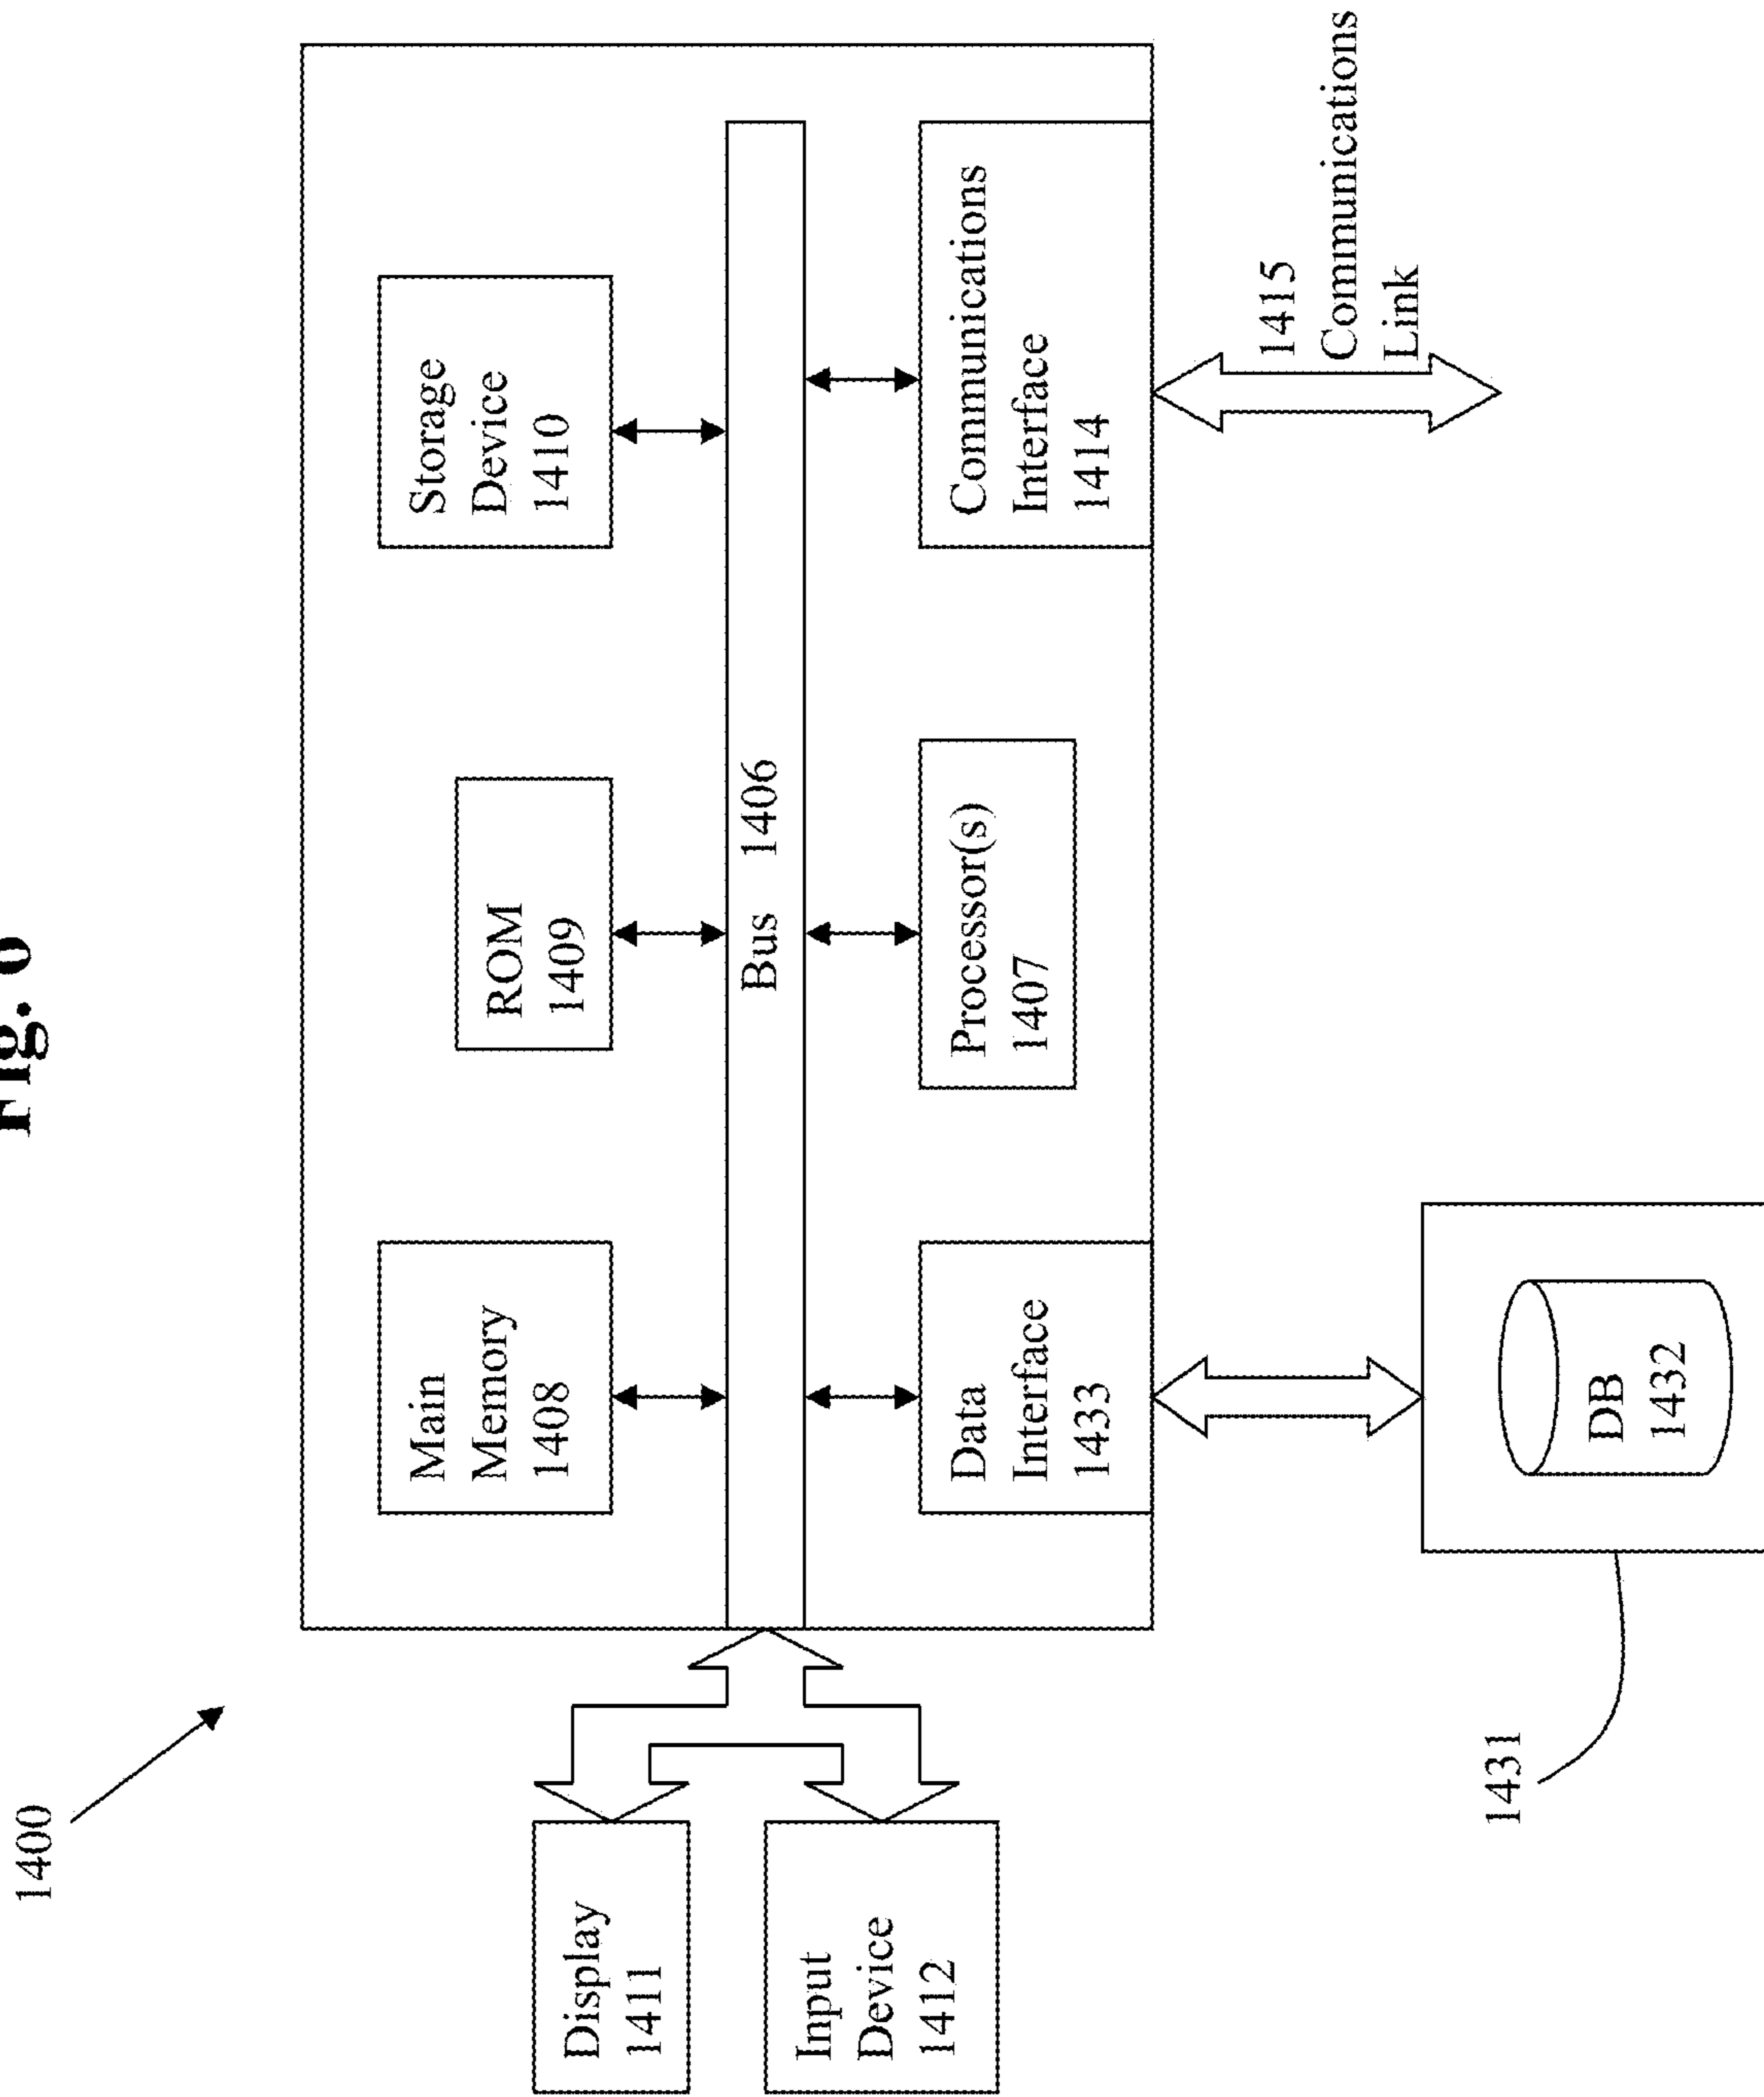 Fig.
1400
Main
Memory
1408
ROM
1409
Storage
Device
1410
Display
1411
Bus 1406
Input
Device
1412
Data
Interface
1433
Processor(s)
1407
Communications
Interface
1414
1415
Communications
Link
1431
DB
1432